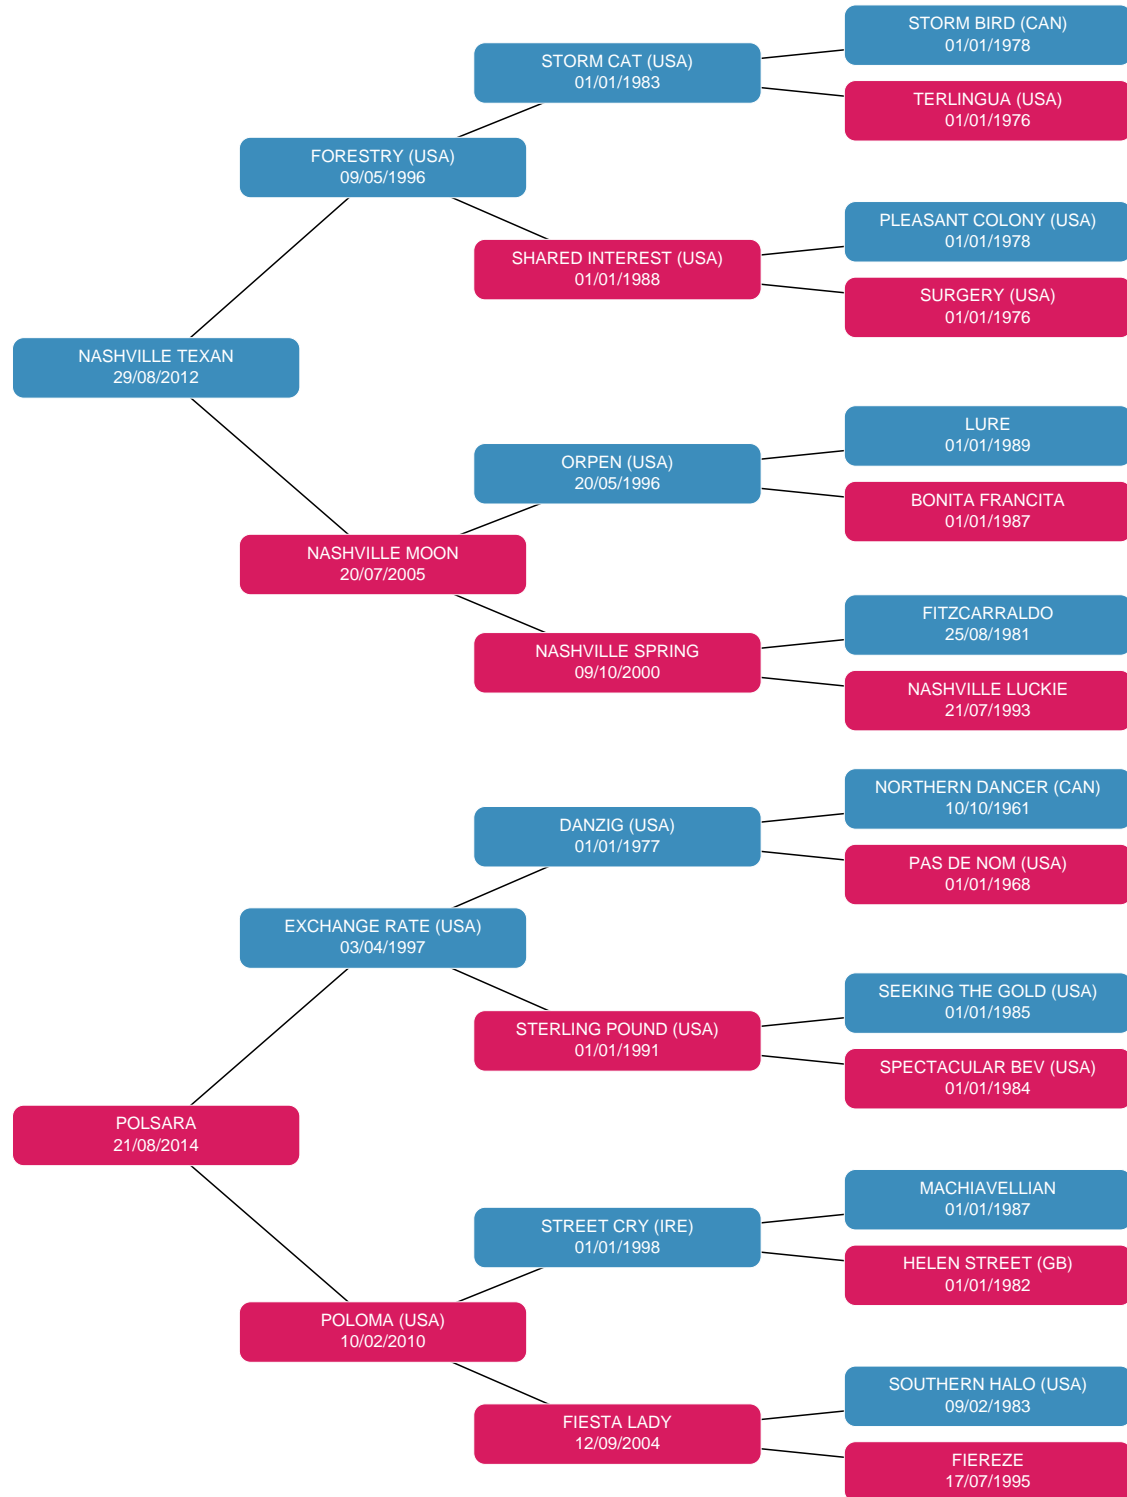 STORM BIRD (CAN)
01/01/1978
STORM CAT (USA)
01/01/1983
TERLINGUA (USA)
01/01/1976
FORESTRY (USA)
09/05/1996
PLEASANT COLONY (USA)
01/01/1978
SHARED INTEREST (USA)
01/01/1988
SURGERY (USA)
01/01/1976
NASHVILLE TEXAN
29/08/2012
LURE
01/01/1989
ORPEN (USA)
20/05/1996
BONITA FRANCITA
01/01/1987
NASHVILLE MOON
20/07/2005
FITZCARRALDO
25/08/1981
NASHVILLE SPRING
09/10/2000
NASHVILLE LUCKIE
21/07/1993
NORTHERN DANCER (CAN)
10/10/1961
DANZIG (USA)
01/01/1977
PAS DE NOM (USA)
01/01/1968
EXCHANGE RATE (USA)
03/04/1997
SEEKING THE GOLD (USA)
01/01/1985
STERLING POUND (USA)
01/01/1991
SPECTACULAR BEV (USA)
01/01/1984
POLSARA
21/08/2014
MACHIAVELLIAN
01/01/1987
STREET CRY (IRE)
01/01/1998
HELEN STREET (GB)
01/01/1982
POLOMA (USA)
10/02/2010
SOUTHERN HALO (USA)
09/02/1983
FIESTA LADY
12/09/2004
FIEREZE
17/07/1995